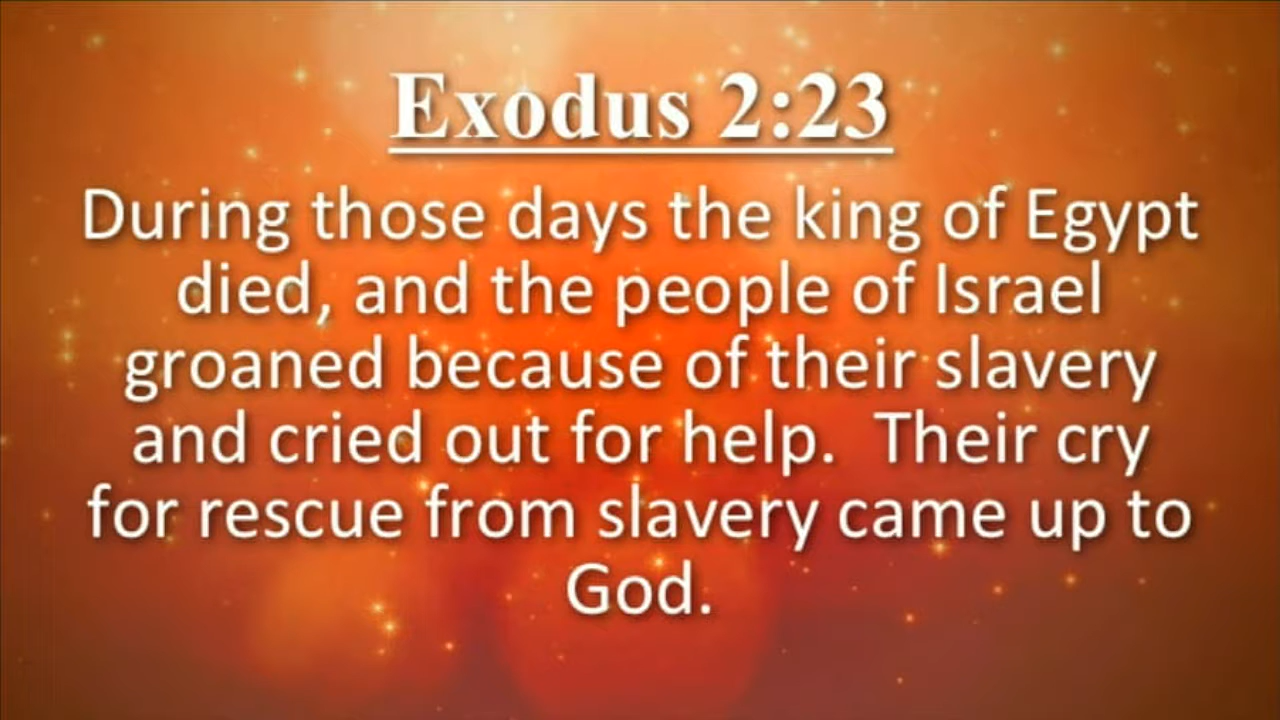 Exodus 2:23
During those days the king of Egypt
died, and the people of Israel
groaned because of their slavery
and cried out for help.  Their cry
for rescue from slavery came up to
God.